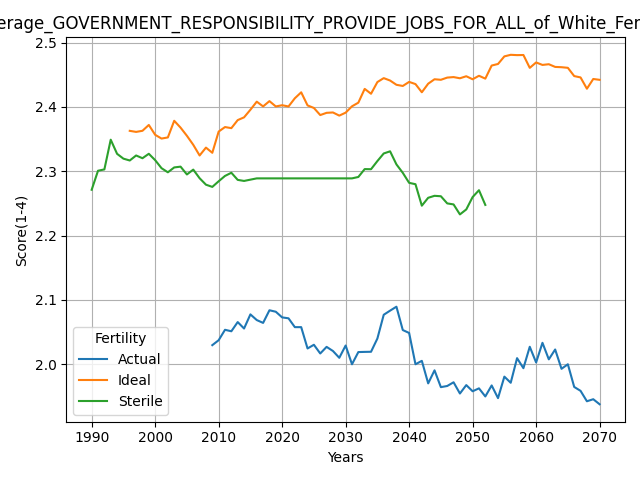 erage_GOVERNMENT_RESPONSIBILITY_PROVIDE_JOBS_FOR_ALL_of_White_Fer
2.5
2.4
2.3
2.2
2.1
2.0
Score(1-4)
Fertility
Actual
Ideal
Sterile
1990 2000 2010 2020 2030 2040 2050 2060 2070
Years